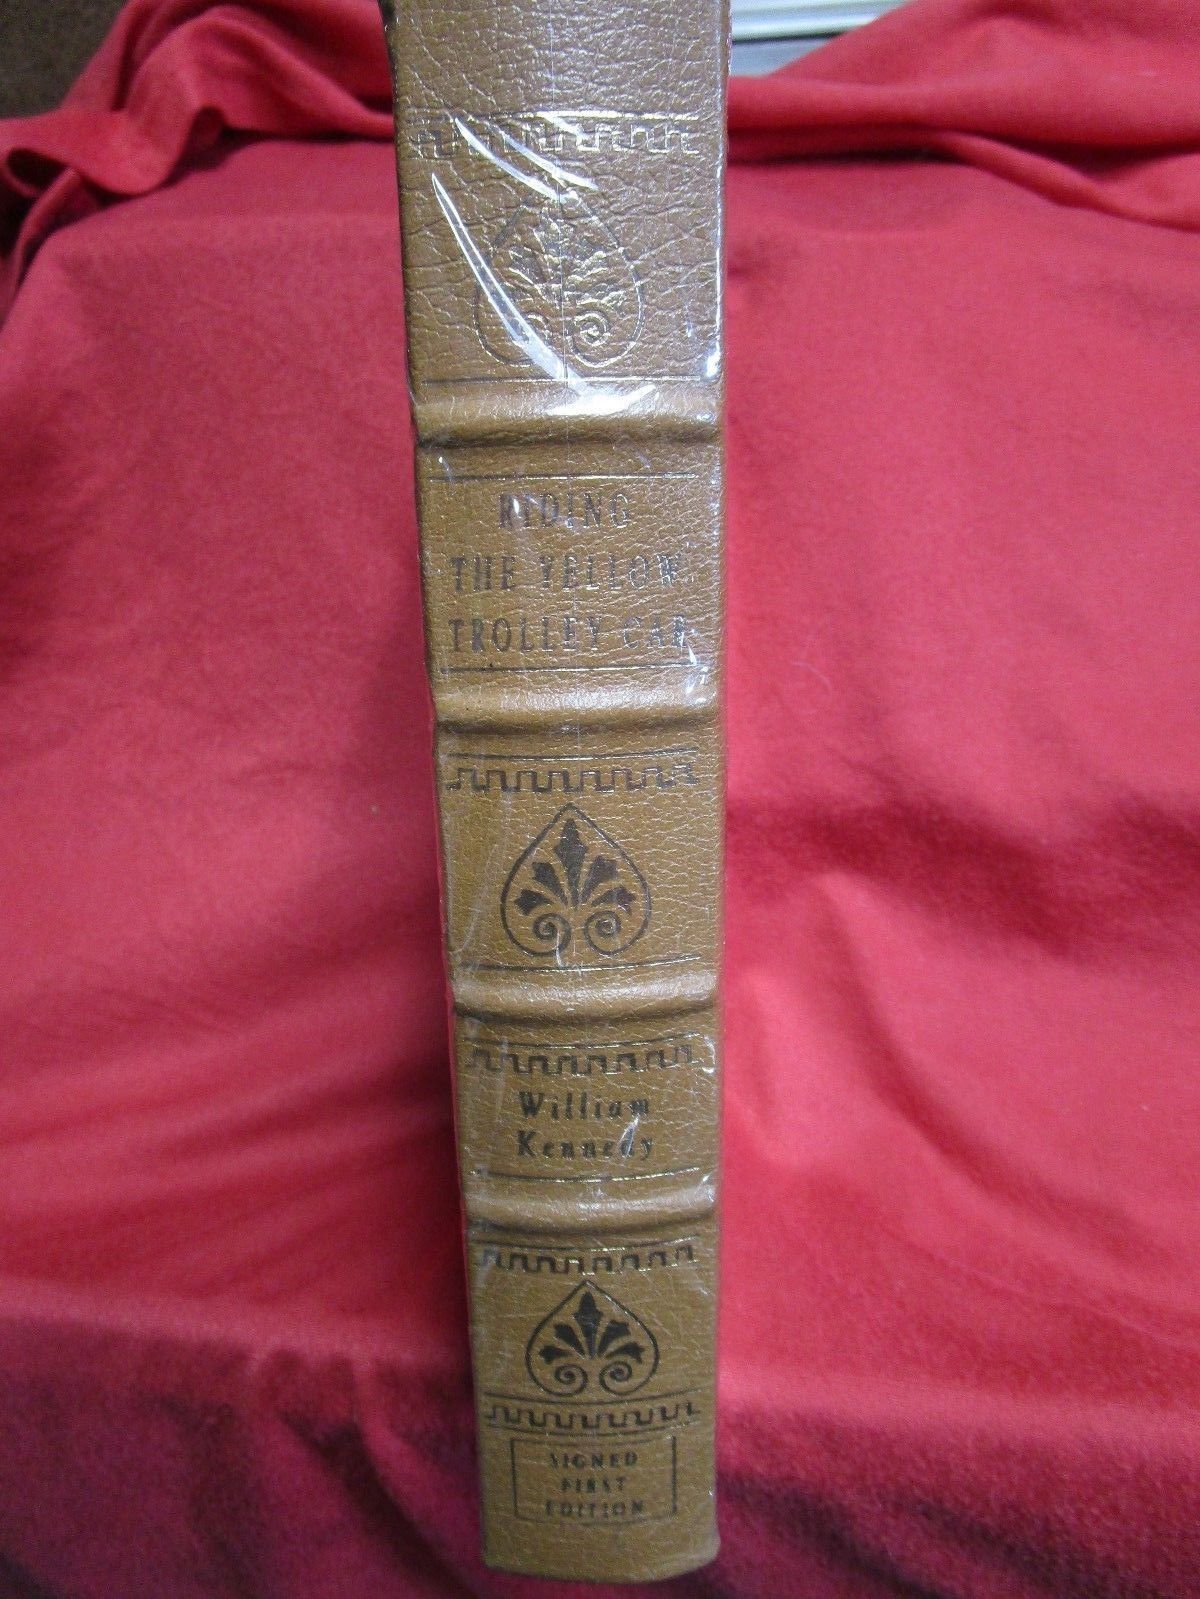 RIDING
THE YELLOW
TROLLEY CAR
William
Kennedy
SIGNED
FIRST
EDITION